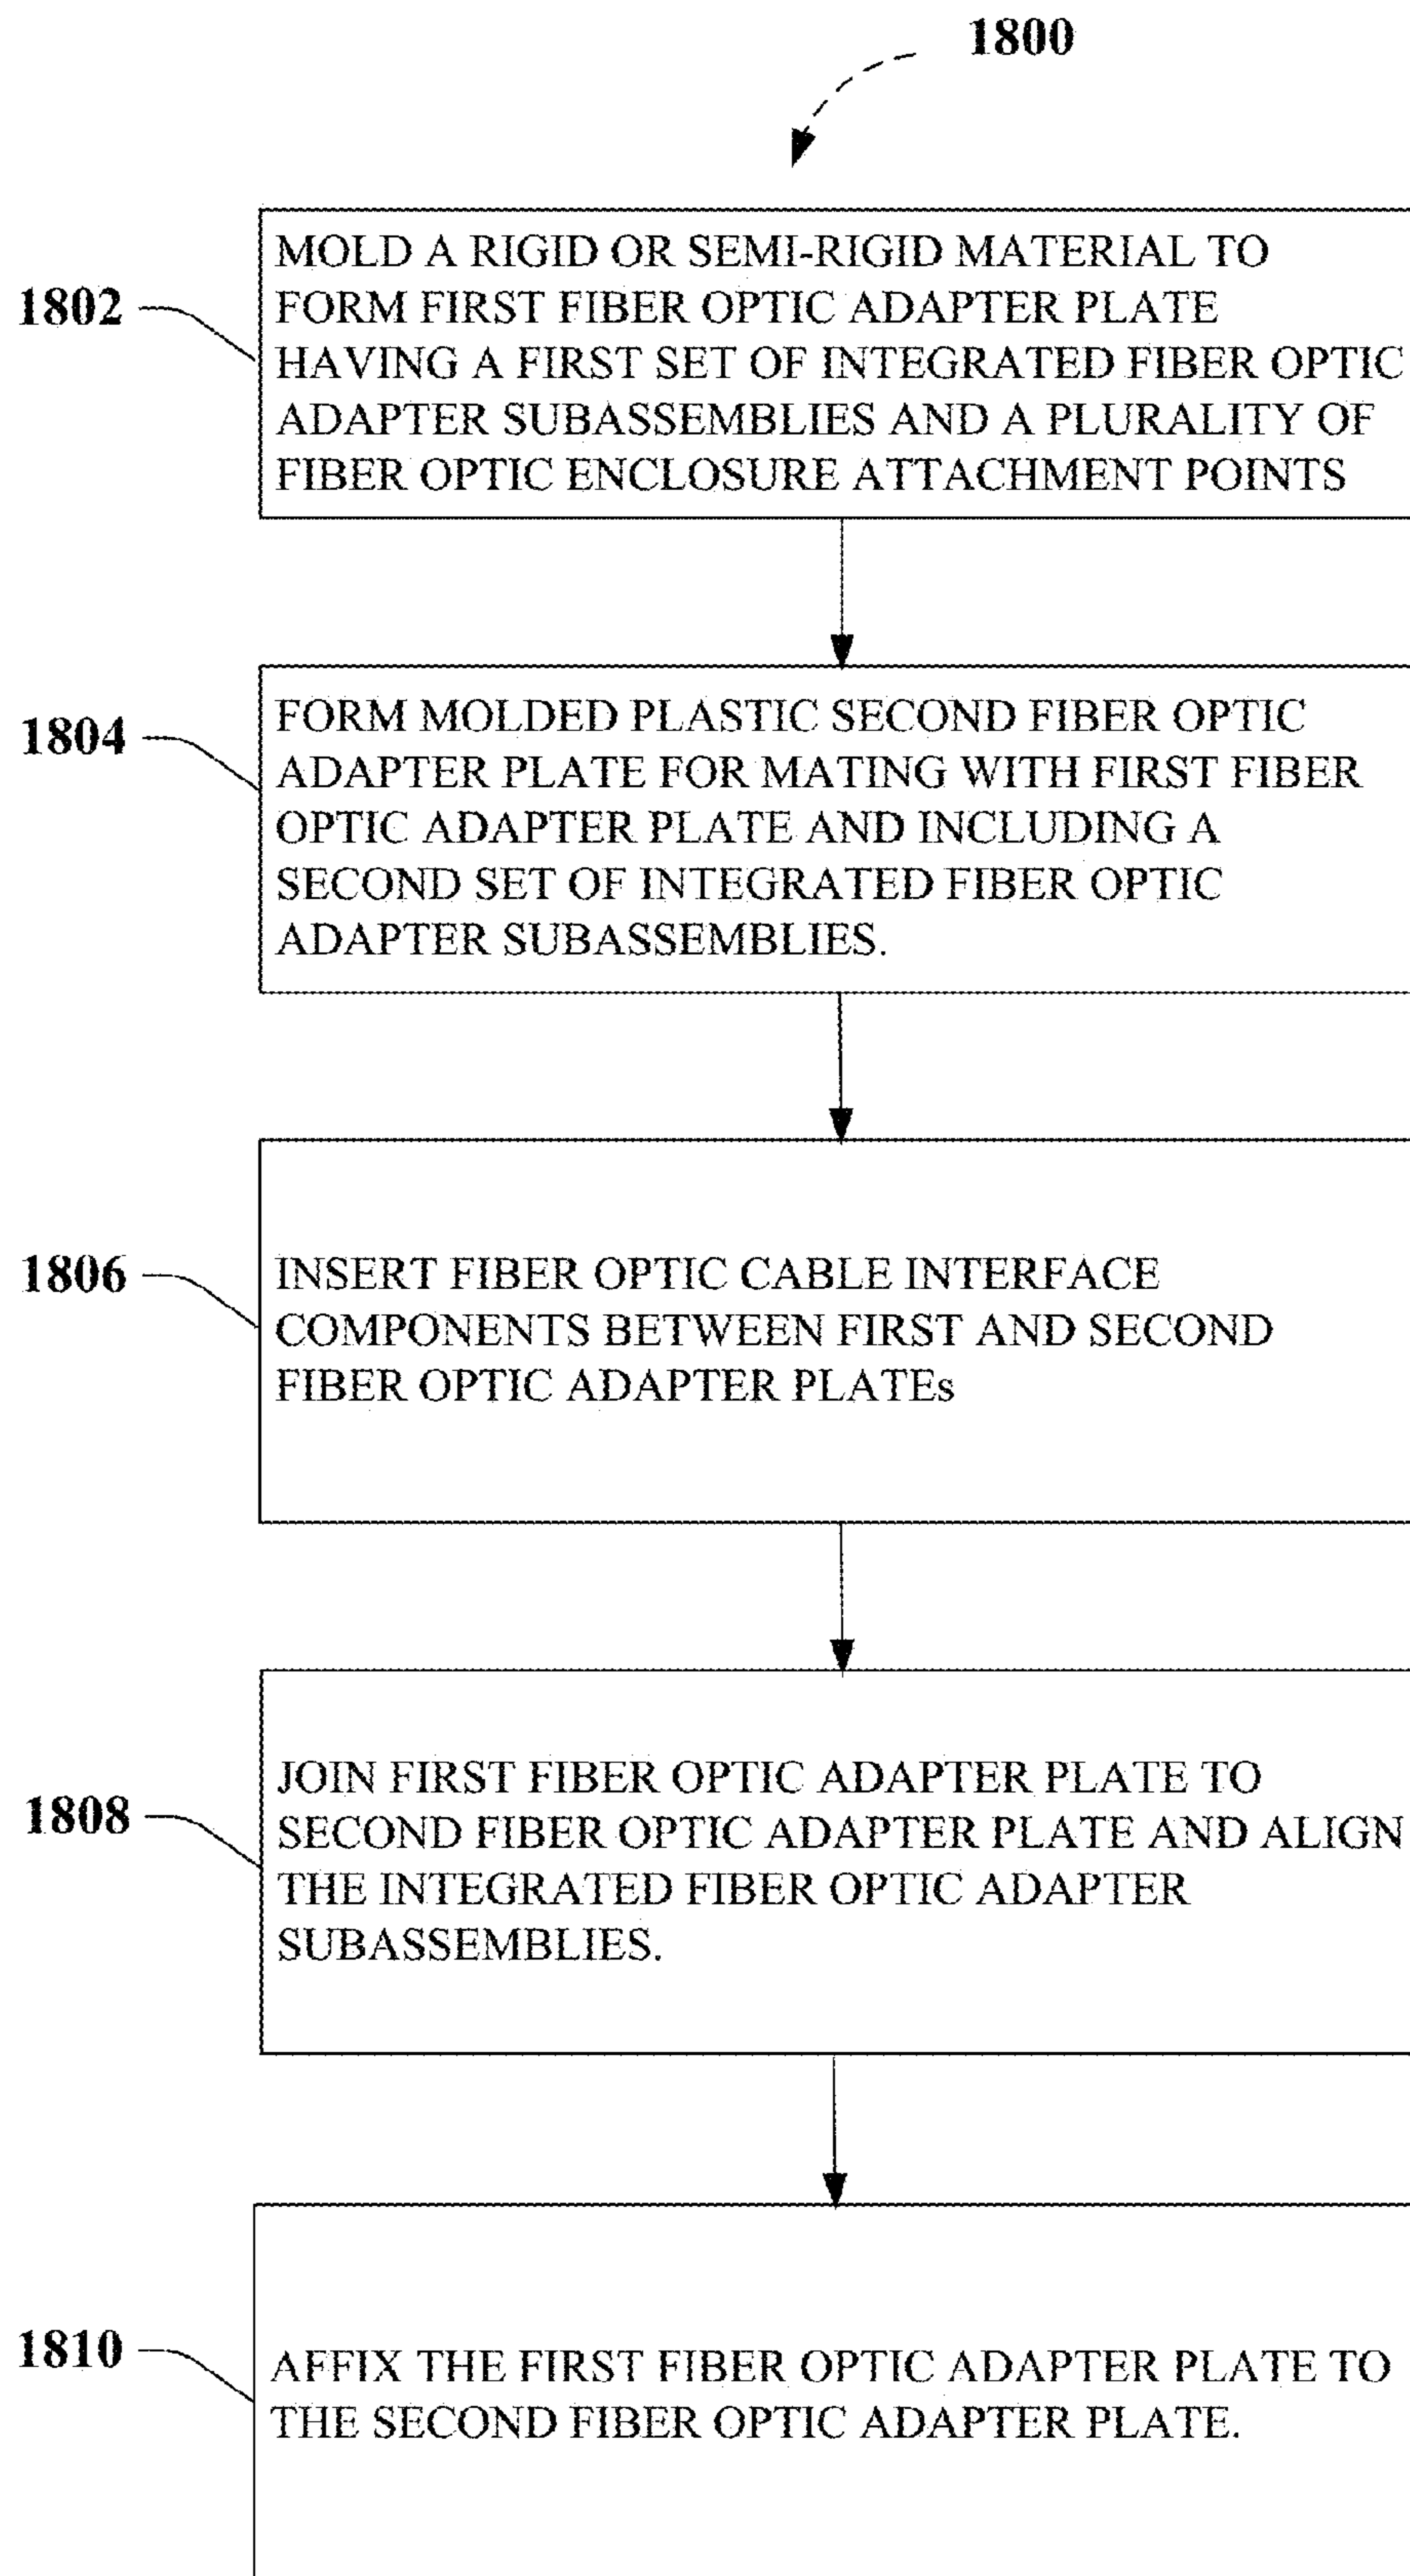 1800
1802
MOLD A RIGID OR SEMI-RIGID MATERIAL TO
FORM FIRST FIBER OPTIC ADAPTER PLATE
HAVING A FIRST SET OF INTEGRATED FIBER OPTIC
ADAPTER SUBASSEMBLIES AND A PLURALITY OF
FIBER OPTIC ENCLOSURE ATTACHMENT POINTS
1804
FORM MOLDED PLASTIC SECOND FIBER OPTIC
ADAPTER PLATE FOR MATING WITH FIRST FIBER
OPTIC ADAPTER PLATE AND INCLUDING A
SECOND SET OF INTEGRATED FIBER OPTIC
ADAPTER SUBASSEMBLIES.
1806
INSERT FIBER OPTIC CABLE INTERFACE
COMPONENTS BETWEEN FIRST AND SECOND
FIBER OPTIC ADAPTER PLATEs
1808
JOIN FIRST FIBER OPTIC ADAPTER PLATE TO
SECOND FIBER OPTIC ADAPTER PLATE AND ALIGN
THE INTEGRATED FIBER OPTIC ADAPTER
SUBASSEMBLIES.
1810
AFFIX THE FIRST FIBER OPTIC ADAPTER PLATE TO
THE SECOND FIBER OPTIC ADAPTER PLATE.